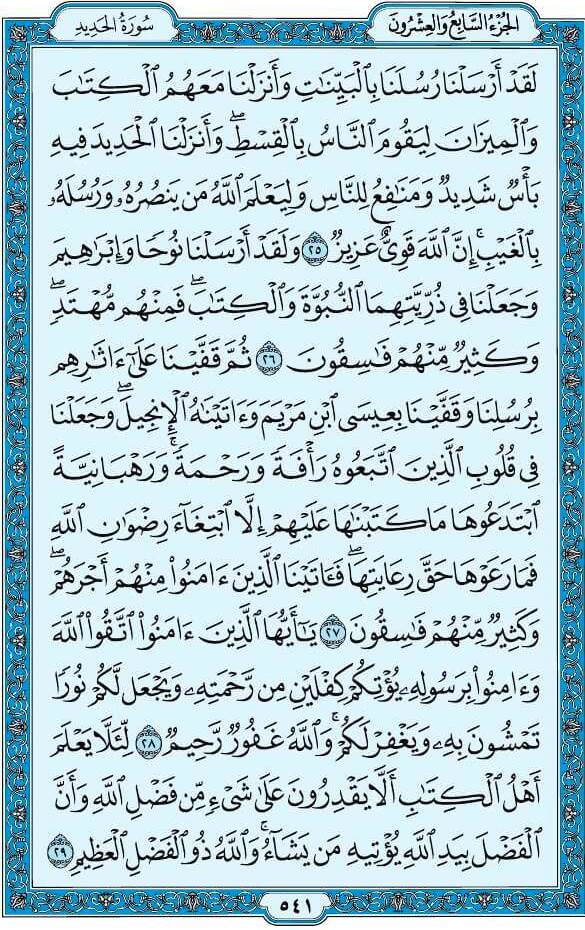 الجزء السابع والعشرون
سورة الحديد
لَقَدْ أَرْسَلْنَا رُسُلَنَا بِالْبَيِّنَٰتِ وَأَنزَلْنَا مَعَهُمُ الْكِتَٰبَ
وَالْمِيزَانَ لِيَقُومَ النَّاسُ بِالْقِسْطِۖ وَأَنزَلْنَا الْحَدِيدَ فِيهِ
بَأْسٌ شَدِيدٌ وَمَنَٰفِعُ لِلنَّاسِ وَلِيَعْلَمَ اللَّهُ مَن يَنصُرُهُۥ وَرُسُلَهُۥ
بِالْغَيْبِۚ إِنَّ اللَّهَ قَوِيٌّ عَزِيزٌ ٢٥ وَلَقَدْ أَرْسَلْنَا نُوحًا وَإِبْرَٰهِيمَ
وَجَعَلْنَا فِي ذُرِّيَّتِهِمَا النُّبُوَّةَ وَالْكِتَٰبَۖ فَمِنْهُم مُّهْتَدٍۖ
وَكَثِيرٌ مِّنْهُمْ فَٰسِقُونَ ٢٦ ثُمَّ قَفَّيْنَا عَلَىٰٓ ءَاثَٰرِهِم
بِرُسُلِنَا وَقَفَّيْنَا بِعِيسَى ابْنِ مَرْيَمَ وَءَاتَيْنَٰهُ الْإِنجِيلَۖ وَجَعَلْنَا
فِي قُلُوبِ الَّذِينَ اتَّبَعُوهُ رَأْفَةً وَرَحْمَةًۚ وَرَهْبَانِيَّةً
ابْتَدَعُوهَا مَا كَتَبْنَٰهَا عَلَيْهِمْ إِلَّا ابْتِغَآءَ رِضْوَٰنِ اللَّهِ
فَمَا رَعَوْهَا حَقَّ رِعَايَتِهَاۖ فَـَٔاتَيْنَا الَّذِينَ ءَامَنُوا۟ مِنْهُمْ أَجْرَهُمْۖ
وَكَثِيرٌ مِّنْهُمْ فَٰسِقُونَ ٢٧ يَٰٓأَيُّهَا الَّذِينَ ءَامَنُوا۟ اتَّقُوا۟ اللَّهَ
وَءَامِنُوا۟ بِرَسُولِهِۦ يُؤْتِكُمْ كِفْلَيْنِ مِن رَّحْمَتِهِۦ وَيَجْعَل لَّكُمْ نُورًا
تَمْشُونَ بِهِۦ وَيَغْفِرْ لَكُمْۚ وَاللَّهُ غَفُورٌ رَّحِيمٌ ٢٨ لِّئَلَّا يَعْلَمَ
أَهْلُ الْكِتَٰبِ أَلَّا يَقْدِرُونَ عَلَىٰ شَيْءٍ مِّن فَضْلِ اللَّهِ وَأَنَّ
الْفَضْلَ بِيَدِ اللَّهِ يُؤْتِيهِ مَن يَشَآءُۚ وَاللَّهُ ذُو الْفَضْلِ الْعَظِيمِ ٢٩
٥٤١